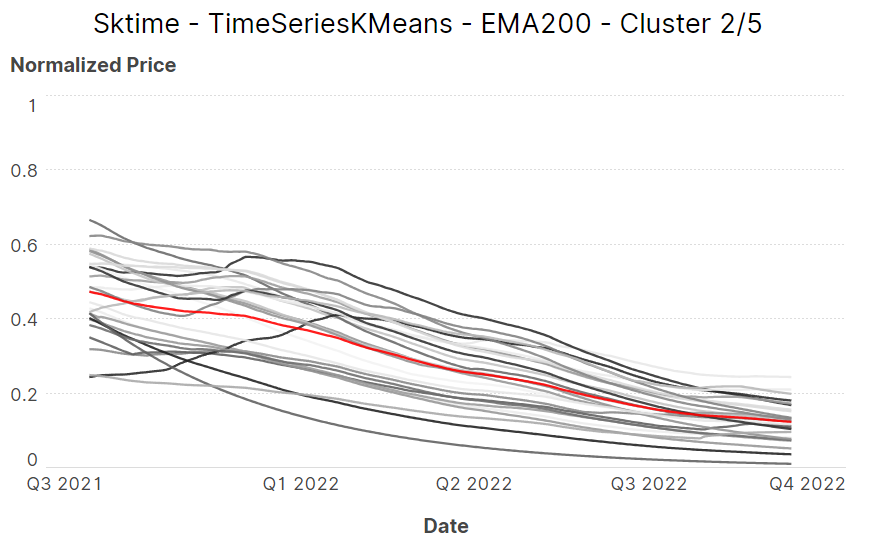 Sktime - TimeSeriesKMeans - EMA200 - Cluster 2/5
Normalized Price
1
0.8
0.6
0.4
0.2
0
Q3 2021 Q1 2022 Q2 2022 Q3 2022 Q4 2022
Date